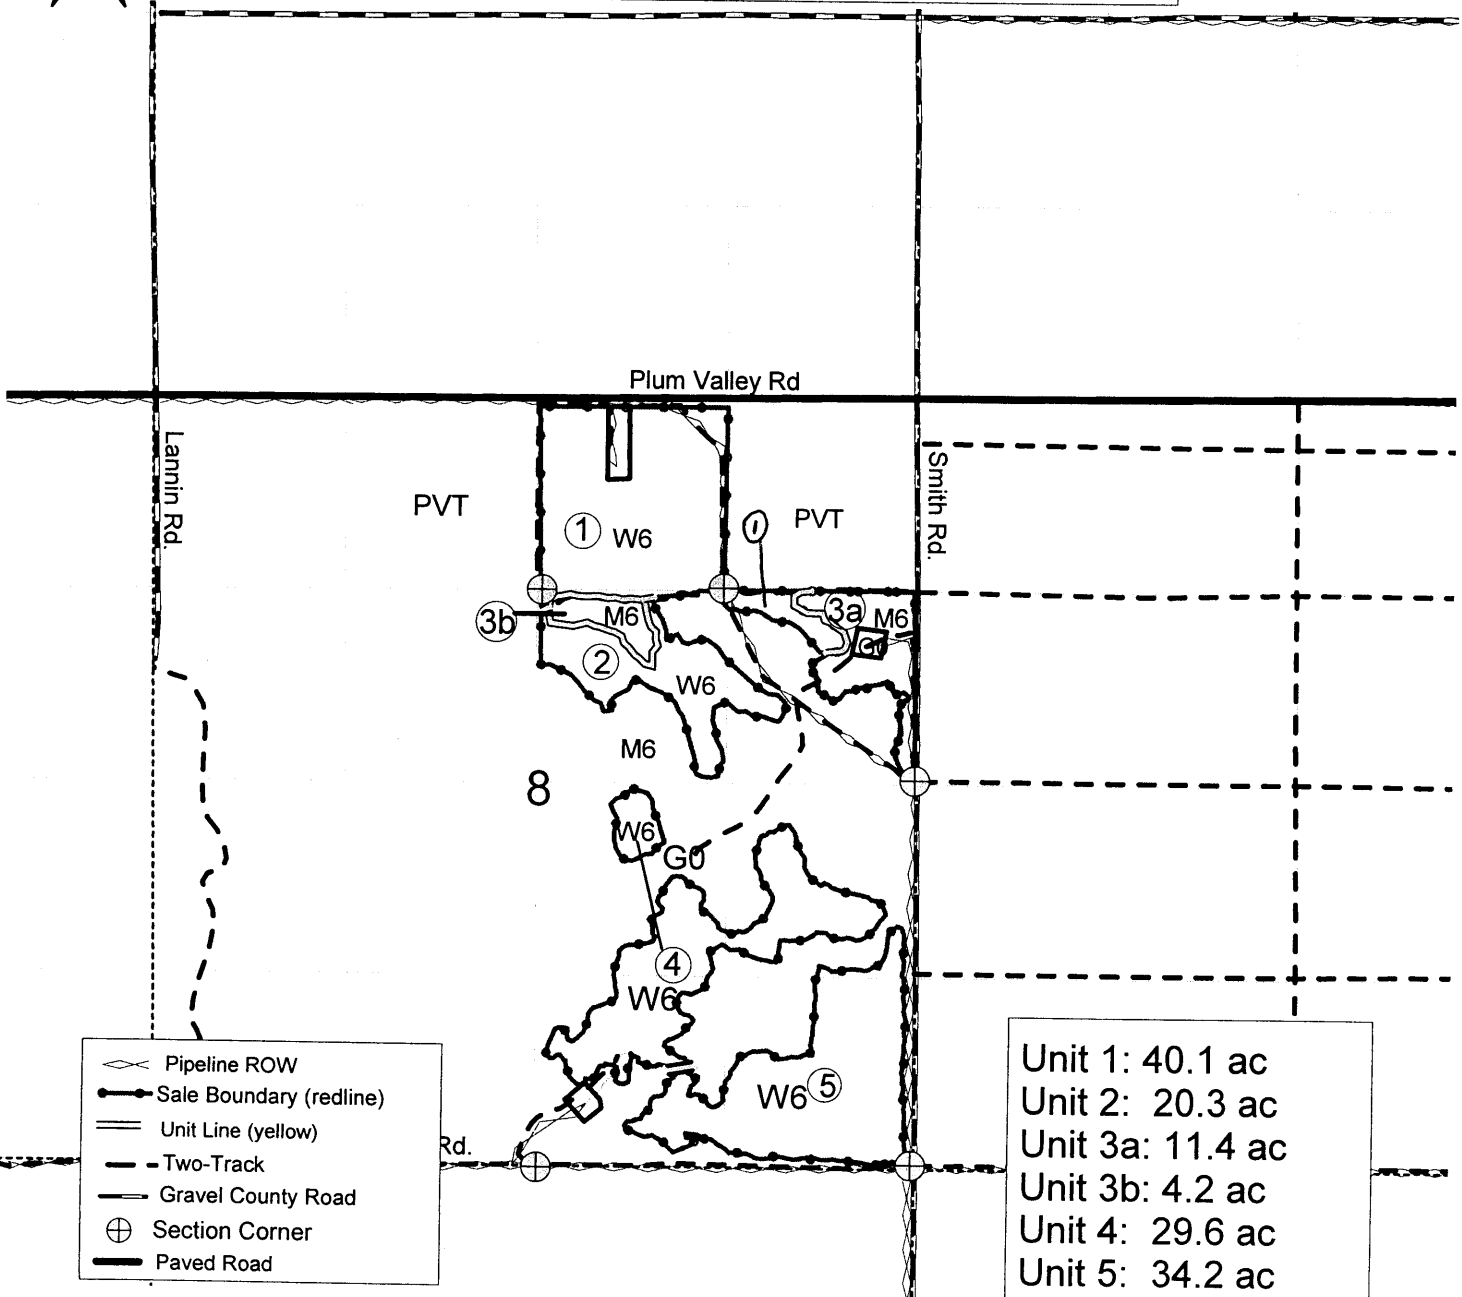 Plum Valley Rd
Lannin Rd.
Smith Rd.
PVT
PVT
1
W6
1
3b
M6
3a
M6
2
W6
M6
8
W6
G0
4
W6
W6
5
Rd.
Pipeline ROW
Sale Boundary (redline)
Unit Line (yellow)
Two-Track
Gravel County Road
Section Corner
Paved Road
Unit 1: 40.1 ac
Unit 2: 20.3 ac
Unit 3a: 11.4 ac
Unit 3b: 4.2 ac
Unit 4: 29.6 ac
Unit 5: 34.2 ac